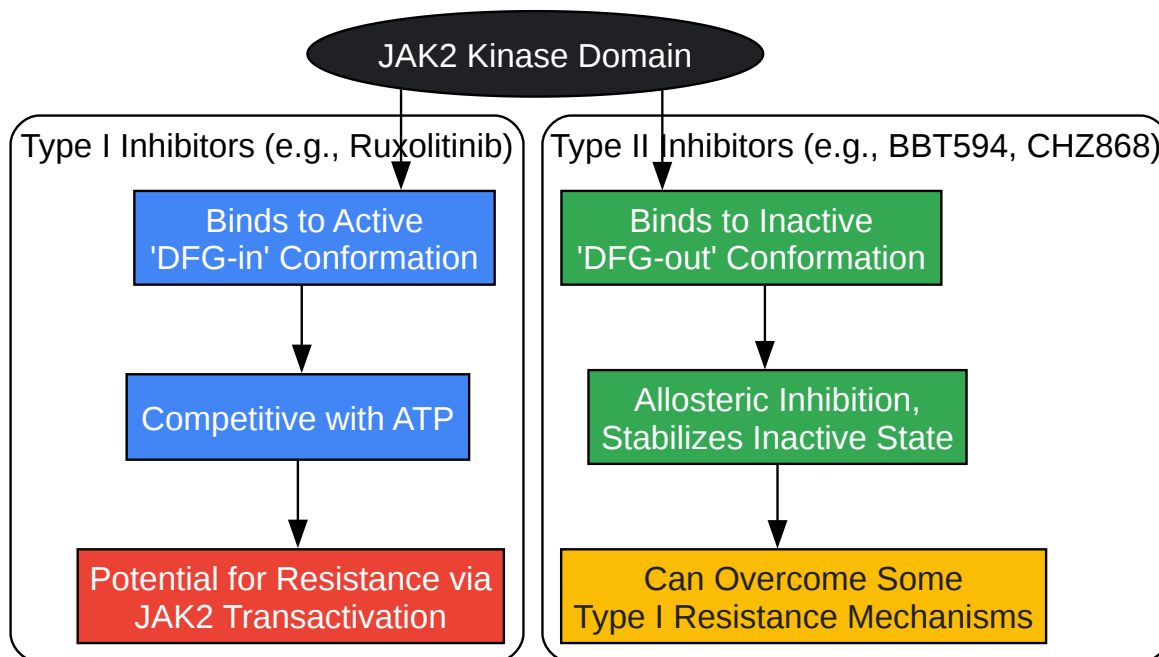 JAK2 Kinase Domain
Type I Inhibitors (e.g., Ruxolitinib)
Binds to Active
'DFG-in' Conformation
Competitive with ATP
Potential for Resistance via
JAK2 Transactivation
Type II Inhibitors (e.g., BBT594, CHZ868)
Binds to Inactive
'DFG-out' Conformation
Allosteric Inhibition,
Stabilizes Inactive State
Can Overcome Some
Type I Resistance Mechanisms